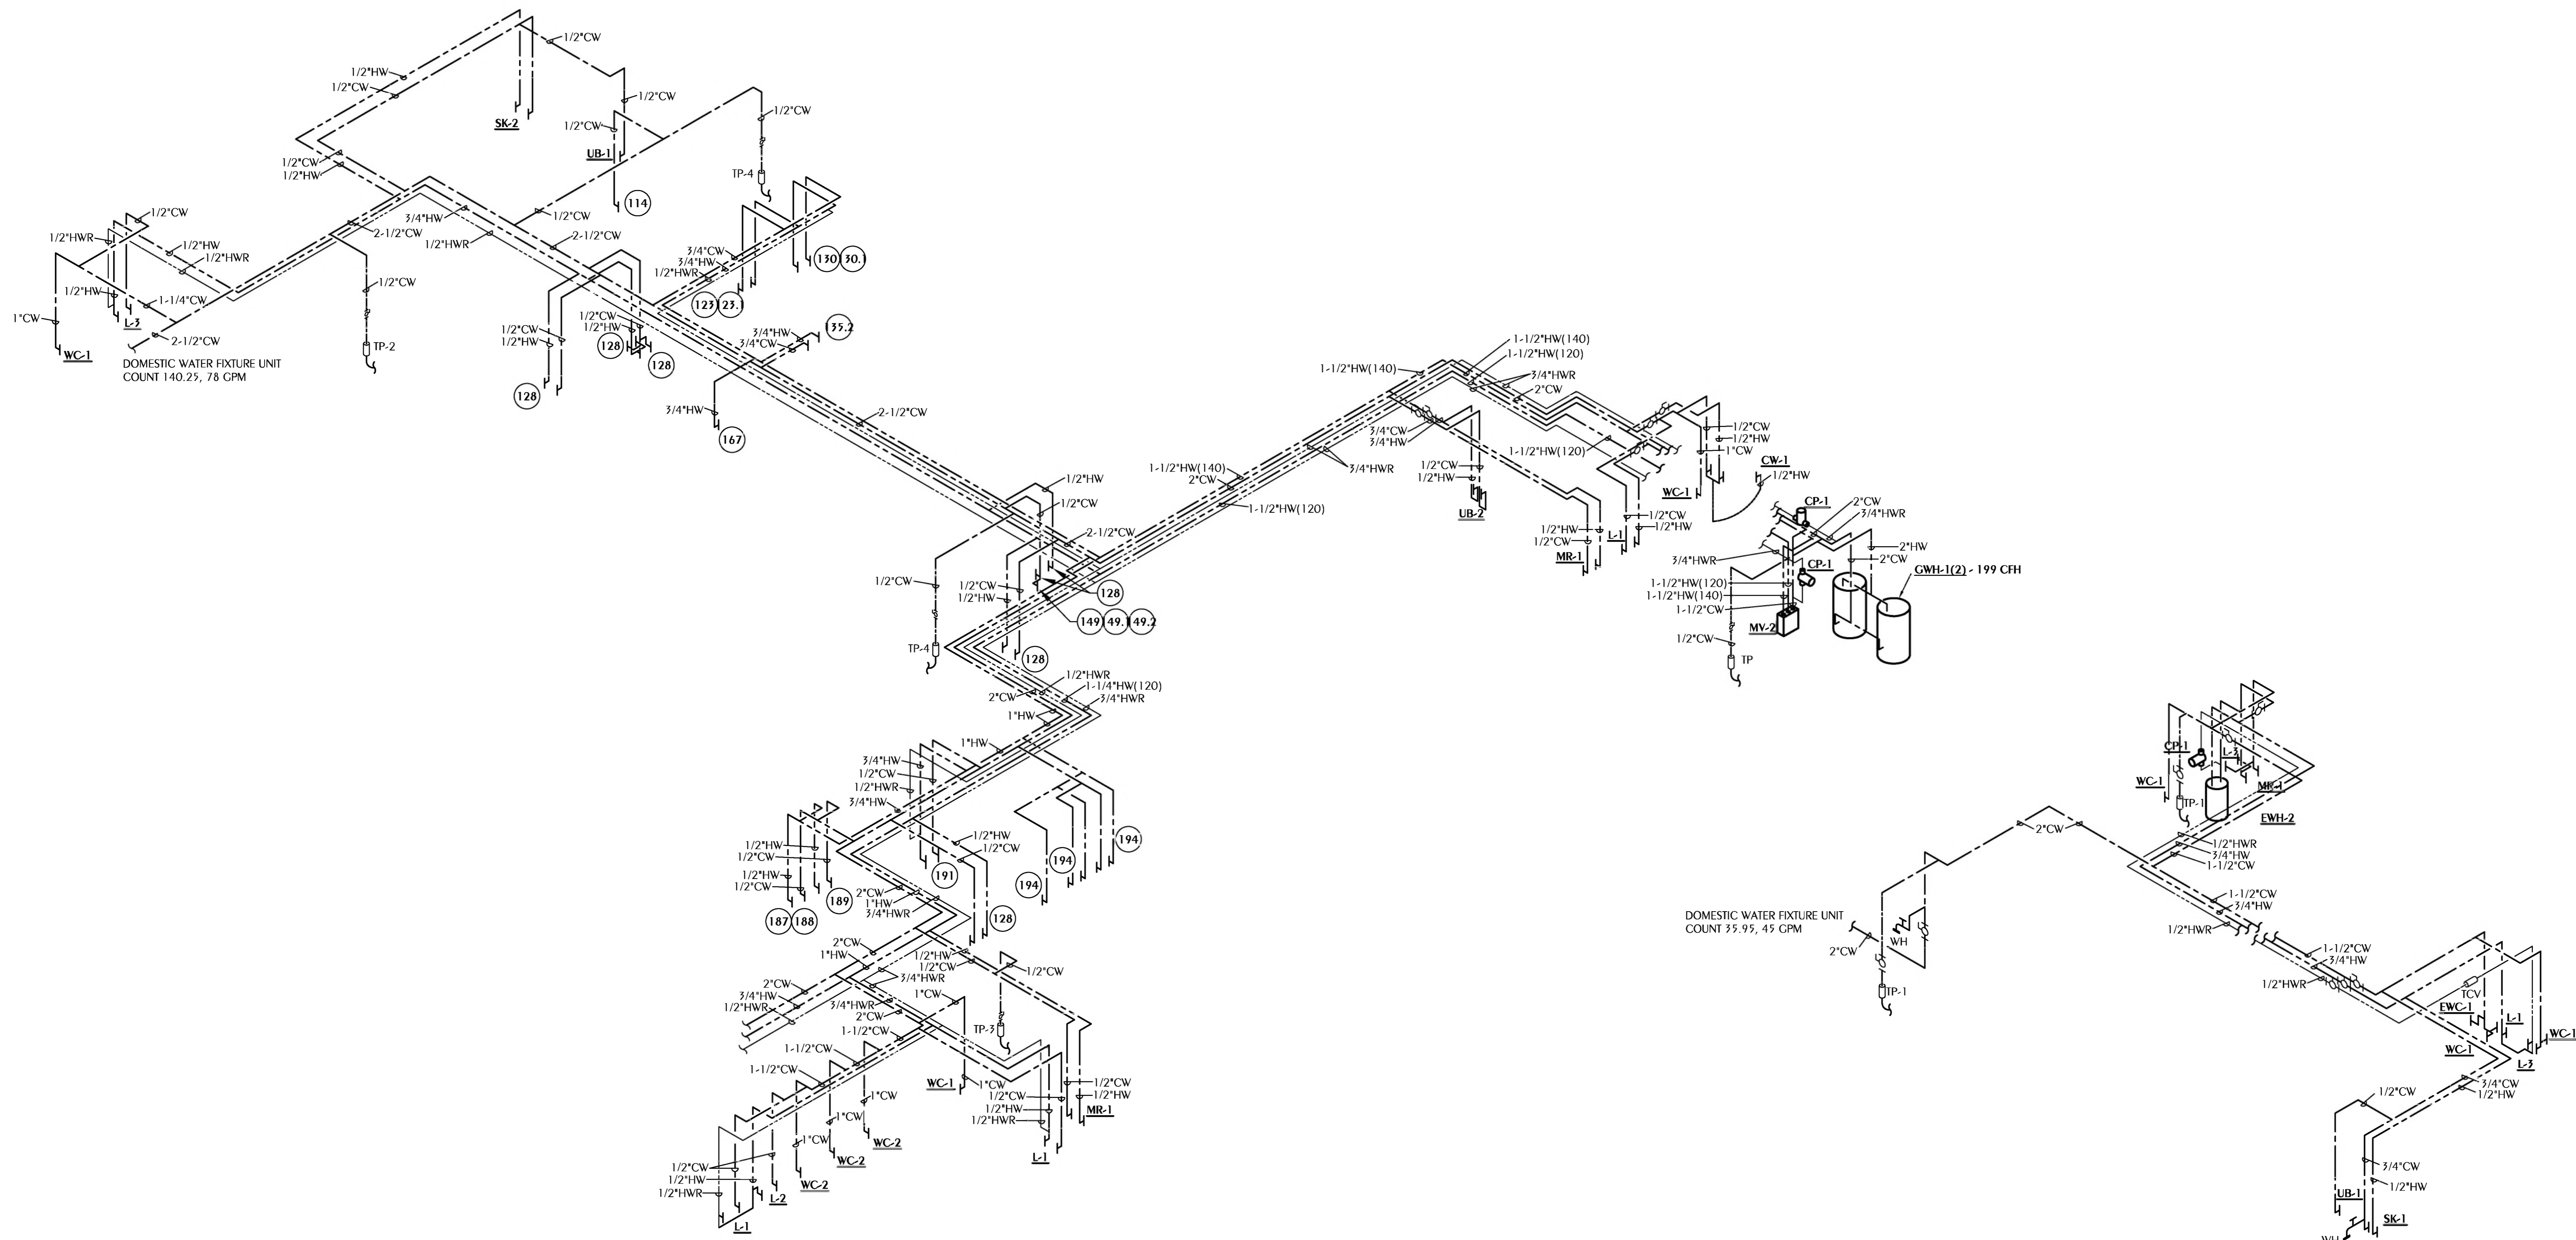 1/2"CW
1/2"HW
1/2"CW
1/2"CW
1/2"CW
1/2"CW
SK-2
UB-1
1/2"CW
1/2"HW
TP-4
114
1/2"CW
1/2"CW
3/4"HW
2-1/2"CW
1/2"HWR
2-1/2"CW
1/2"HWR
1/2"HW
1/2"HWR
3/4"CW
3/4"HW
1/2"HWR
130
30.1
1/2"CW
1/2"HW
1-1/4"CW
123
23.1
L-3
1"CW
1/2"CW
1/2"HW
1/2"CW
1/2"HW
3/4"HW
3/4"CW
135.2
2-1/2"CW
TP-2
128
128
WC-1
DOMESTIC WATER FIXTURE UNIT
COUNT 140.25, 78 GPM
128
3/4"HW
2-1/2"CW
167
1-1/2"HW(140)
1-1/2"HW(120)
1-1/2"HW(140)
3/4"HWR
2"CW
3/4"CW
3/4"HW
1/2"CW
1/2"HW
1"CW
1-1/2"HW(120)
3/4"HWR
1/2"CW
1/2"HW
UB-2
WC-1
CW-1
1/2"HW
1-1/2"HW(140)
2"CW
1-1/2"HW(120)
1/2"HW
1/2"CW
2-1/2"CW
1/2"CW
1/2"HW
L-1
1/2"HW
1/2"CW
MR-1
CP-1
2"CW
3/4"HWR
2"HW
2"CW
3/4"HWR
CP-1
GWH-1(2) - 199 CFH
1-1/2"HW(120)
1-1/2"HW(140)
1-1/2"CW
MV-2
1/2"CW
TP
1/2"CW
1/2"CW
1/2"HW
128
149
49.1
49.2
TP-4
128
1/2"HWR
1-1/4"HW(120)
3/4"HWR
2"CW
1"HW
1"HW
3/4"HW
1/2"CW
1/2"HWR
3/4"HW
1/2"HW
1/2"CW
194
194
194
191
1/2"HW
1/2"CW
1/2"HW
1/2"CW
189
187
188
2"CW
1"HW
3/4"HWR
128
2"CW
1"HW
1/2"HW
1/2"CW
1/2"CW
3/4"HWR
2"CW
3/4"HW
1/2"HWR
1"CW
3/4"HWR
2"CW
1-1/2"CW
TP-3
1-1/2"CW
1-1/2"CW
WC-1
1"CW
1/2"CW
1/2"HW
1/2"HWR
1/2"CW
1/2"HW
MR-1
1"CW
1"CW
1"CW
WC-2
WC-2
WC-2
L-1
1/2"CW
1/2"HW
1/2"HWR
L-2
L-1
CP-1
L-3
WC-1
MR-1
TP-1
EWH-2
2"CW
1/2"HWR
3/4"HW
1-1/2"CW
1-1/2"CW
3/4"HW
1/2"HWR
DOMESTIC WATER FIXTURE UNIT
COUNT 35.95, 45 GPM
2"CW
WH
TP-1
1-1/2"CW
3/4"HW
1/2"HWR
TCV
EWC-1
L-1
WC-1
WC-1
L-3
3/4"CW
1/2"HW
1/2"CW
3/4"CW
1/2"HW
UB-1
SK-1
WH